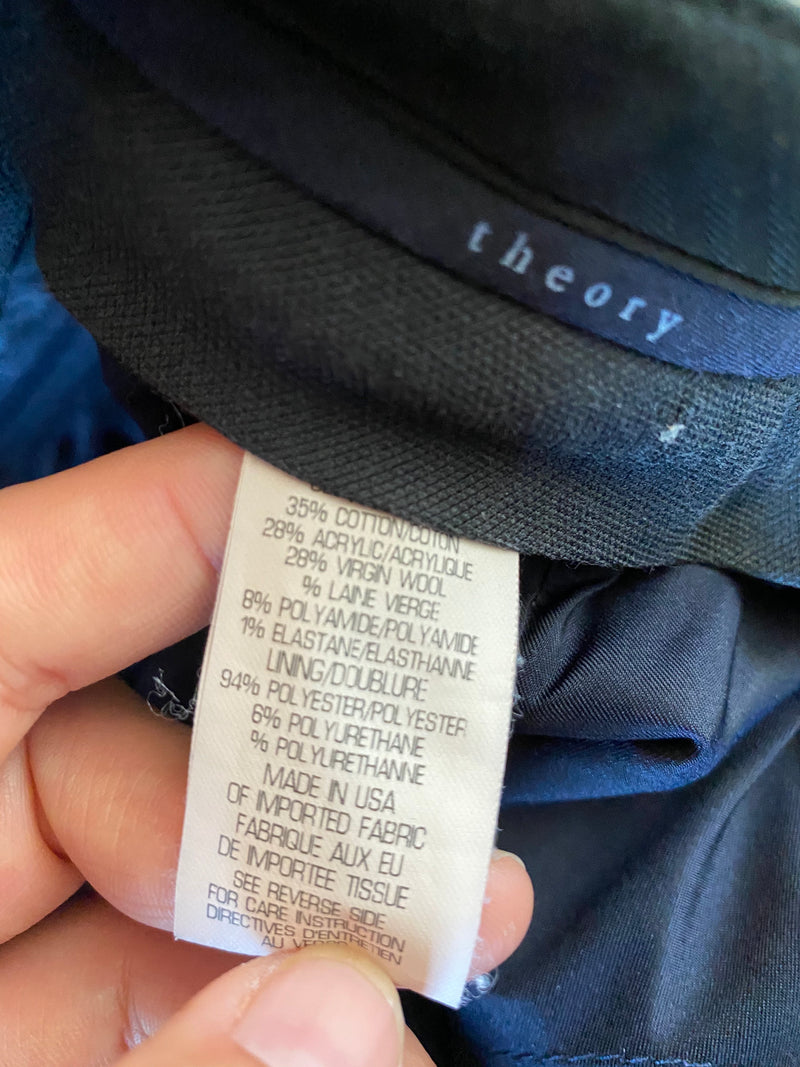 theory
35% COTTON/COTON
28% ACRYLIC/ACRYLIQUE
28% VIRGIN WOOL
% LAINE VIERGE
8% POLYAMIDE/POLYAMIDE
1% ELASTANE/ELASTHANNE
LINING/DOUBLURE
94% POLYESTER/POLYESTER
6% POLYURETHANE
% POLYURETHANNE
MADE IN USA
OF IMPORTED FABRIC
FABRIQUE AUX EU
DE IMPORTEE TISSUE
SEE REVERSE SIDE
FOR CARE INSTRUCTION
DIRECTIVES D'ENTRETIEN
AU